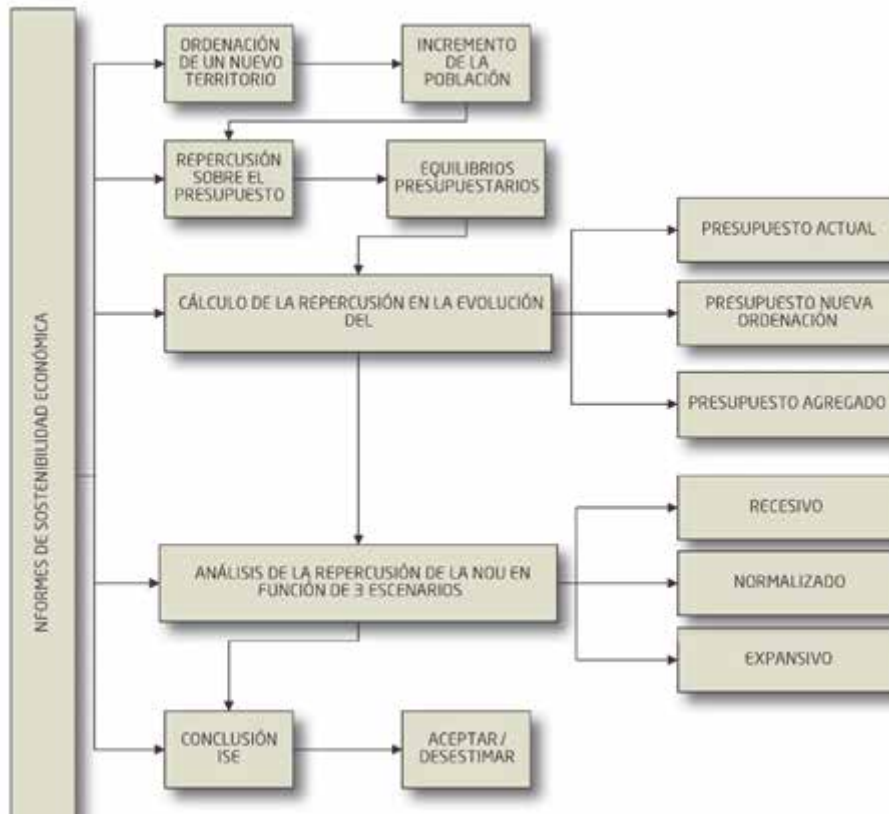 NFORMES DE SOSTENIBILIDAD ECONÓMICA
ORDENACIÓN
DE UN NUEVO
TERRITORIO
INCREMENTO
DE LA
POBLACIÓN
REPERCUSIÓN
SOBRE EL
PRESUPUESTO
EQUILIBRIOS
PRESUPUESTARIOS
CÁLCULO DE LA REPERCUSIÓN EN LA EVOLUCIÓN
DEL
PRESUPUESTO ACTUAL
PRESUPUESTO NUEVA
ORDENACIÓN
PRESUPUESTO AGREGADO
ANÁLISIS DE LA REPERCUSIÓN DE LA NOU EN
FUNCIÓN DE 3 ESCENARIOS
RECESIVO
NORMALIZADO
EXPANSIVO
CONCLUSIÓN
ISE
ACEPTAR /
DESESTIMAR